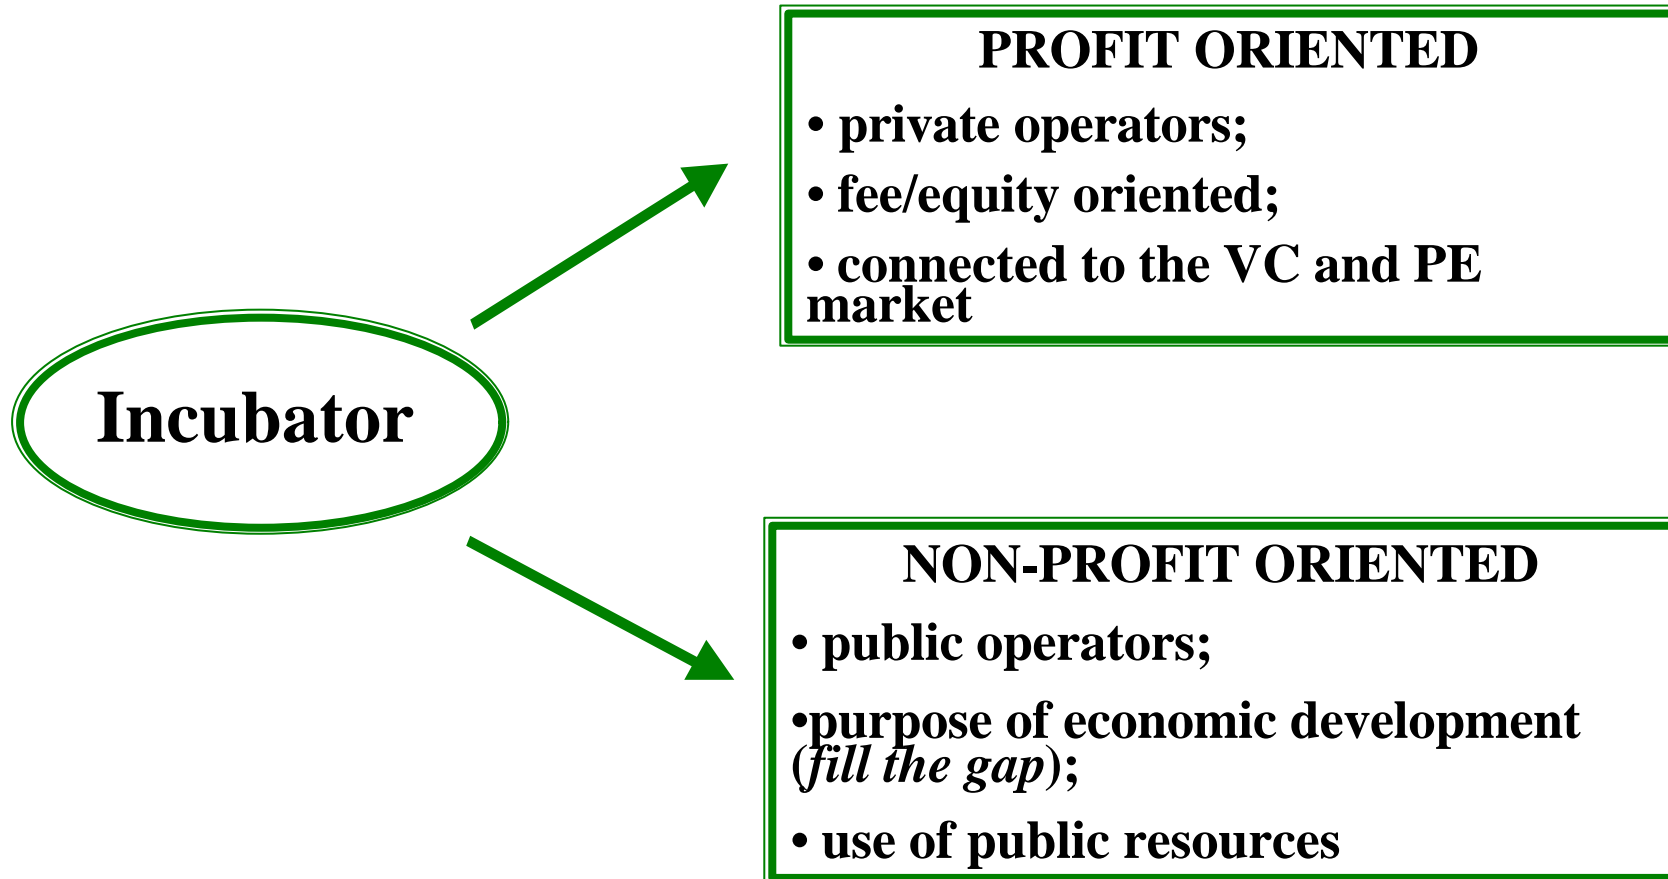 PROFIT ORIENTED
• private operators;
• fee/equity oriented;
• connected to the VC and PE
market
Incubator
NON-PROFIT ORIENTED
• public operators;
•purpose of economic development
(fill the gap);
• use of public resources